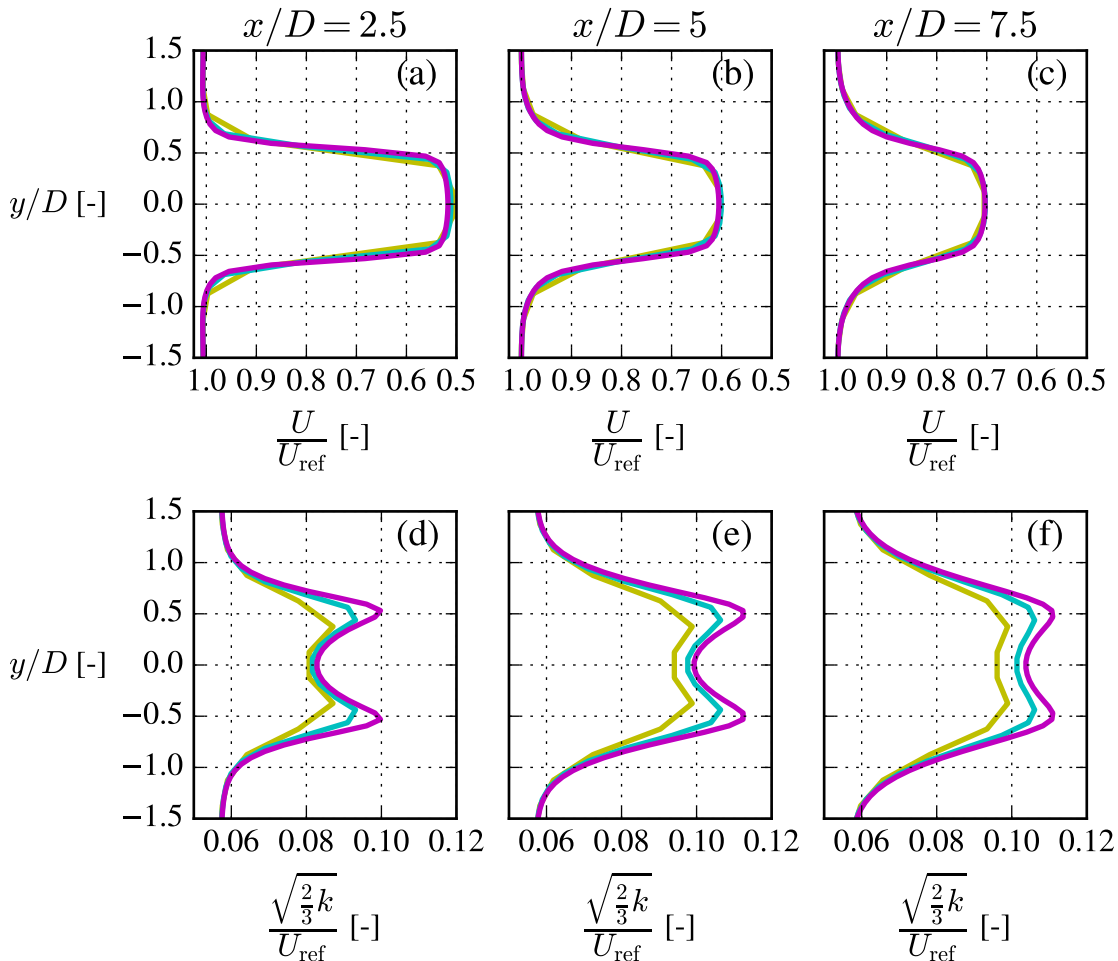 x/D = 2.5 x/D = 5 x/D = 7.5
1.5 (a) (b) (c)
1.0
0.5
y/D [-] 0.0
−0.5
−1.0
−1.5
1.0 0.9 0.8 0.7 0.6 0.5 1.0 0.9 0.8 0.7 0.6 0.5 1.0 0.9 0.8 0.7 0.6 0.5
U/U_ref [-] U/U_ref [-] U/U_ref [-]
1.5 (d) (e) (f)
1.0
0.5
y/D [-] 0.0
−0.5
−1.0
−1.5
0.06 0.08 0.10 0.12 0.06 0.08 0.10 0.12 0.06 0.08 0.10 0.12
√(2/3 k)/U_ref [-] √(2/3 k)/U_ref [-] √(2/3 k)/U_ref [-]